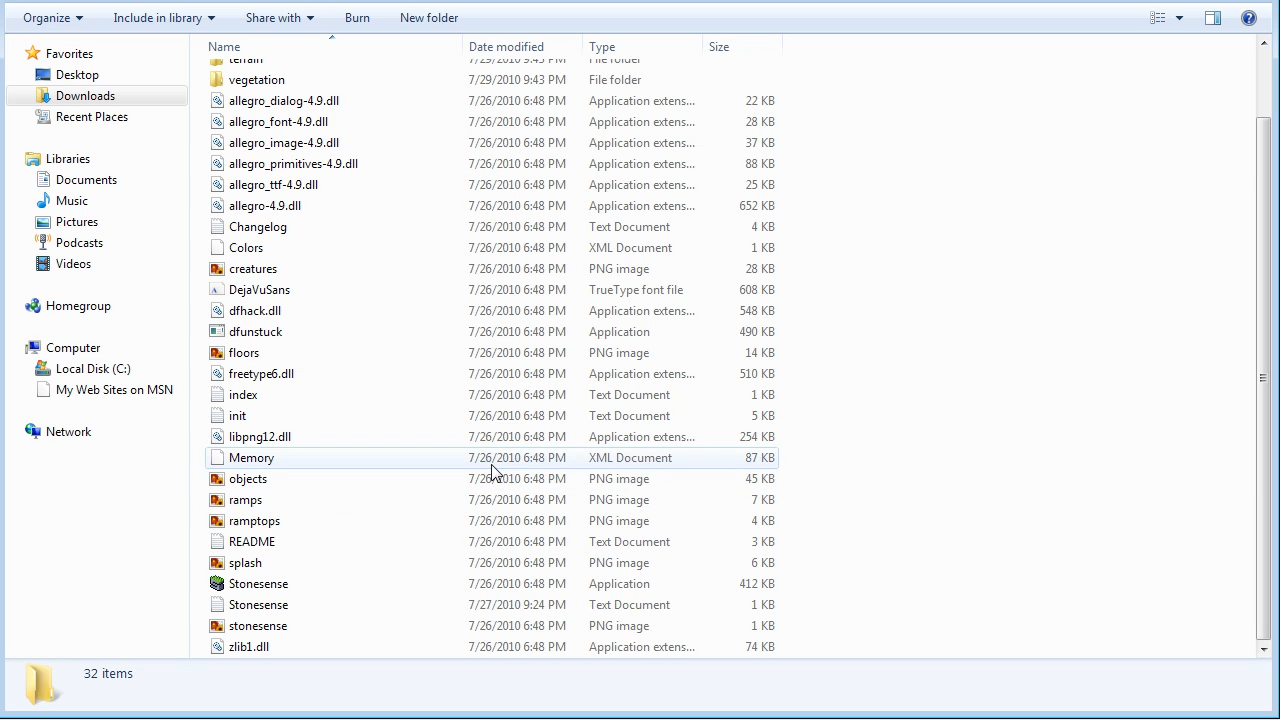 Organize Include in library Share with Burn New folder
Favorites
Desktop
Downloads
Recent Places
Libraries
Documents
Music
Pictures
Podcasts
Videos
Homegroup
Computer
Local Disk (C:)
My Web Sites on MSN
Network
Name Date modified Type Size
terrain 7/29/2010 9:43 PM File folder
vegetation 7/29/2010 9:43 PM File folder
allegro_dialog-4.9.dll 7/26/2010 6:48 PM Application extens... 22 KB
allegro_font-4.9.dll 7/26/2010 6:48 PM Application extens... 28 KB
allegro_image-4.9.dll 7/26/2010 6:48 PM Application extens... 37 KB
allegro_primitives-4.9.dll 7/26/2010 6:48 PM Application extens... 88 KB
allegro_ttf-4.9.dll 7/26/2010 6:48 PM Application extens... 25 KB
allegro-4.9.dll 7/26/2010 6:48 PM Application extens... 652 KB
Changelog 7/26/2010 6:48 PM Text Document 4 KB
Colors 7/26/2010 6:48 PM XML Document 1 KB
creatures 7/26/2010 6:48 PM PNG image 28 KB
DejaVuSans 7/26/2010 6:48 PM TrueType font file 608 KB
dfhack.dll 7/26/2010 6:48 PM Application extens... 548 KB
dfunstuck 7/26/2010 6:48 PM Application 490 KB
floors 7/26/2010 6:48 PM PNG image 14 KB
freetype6.dll 7/26/2010 6:48 PM Application extens... 510 KB
index 7/26/2010 6:48 PM Text Document 1 KB
init 7/26/2010 6:48 PM Text Document 5 KB
libpng12.dll 7/26/2010 6:48 PM Application extens... 254 KB
Memory 7/26/2010 6:48 PM XML Document 87 KB
objects 7/26/2010 6:48 PM PNG image 45 KB
ramps 7/26/2010 6:48 PM PNG image 7 KB
ramptops 7/26/2010 6:48 PM PNG image 4 KB
README 7/26/2010 6:48 PM Text Document 3 KB
splash 7/26/2010 6:48 PM PNG image 6 KB
Stonesense 7/26/2010 6:48 PM Application 412 KB
Stonesense 7/27/2010 9:24 PM Text Document 1 KB
stonesense 7/26/2010 6:48 PM PNG image 1 KB
zlib1.dll 7/26/2010 6:48 PM Application extens... 74 KB
32 items